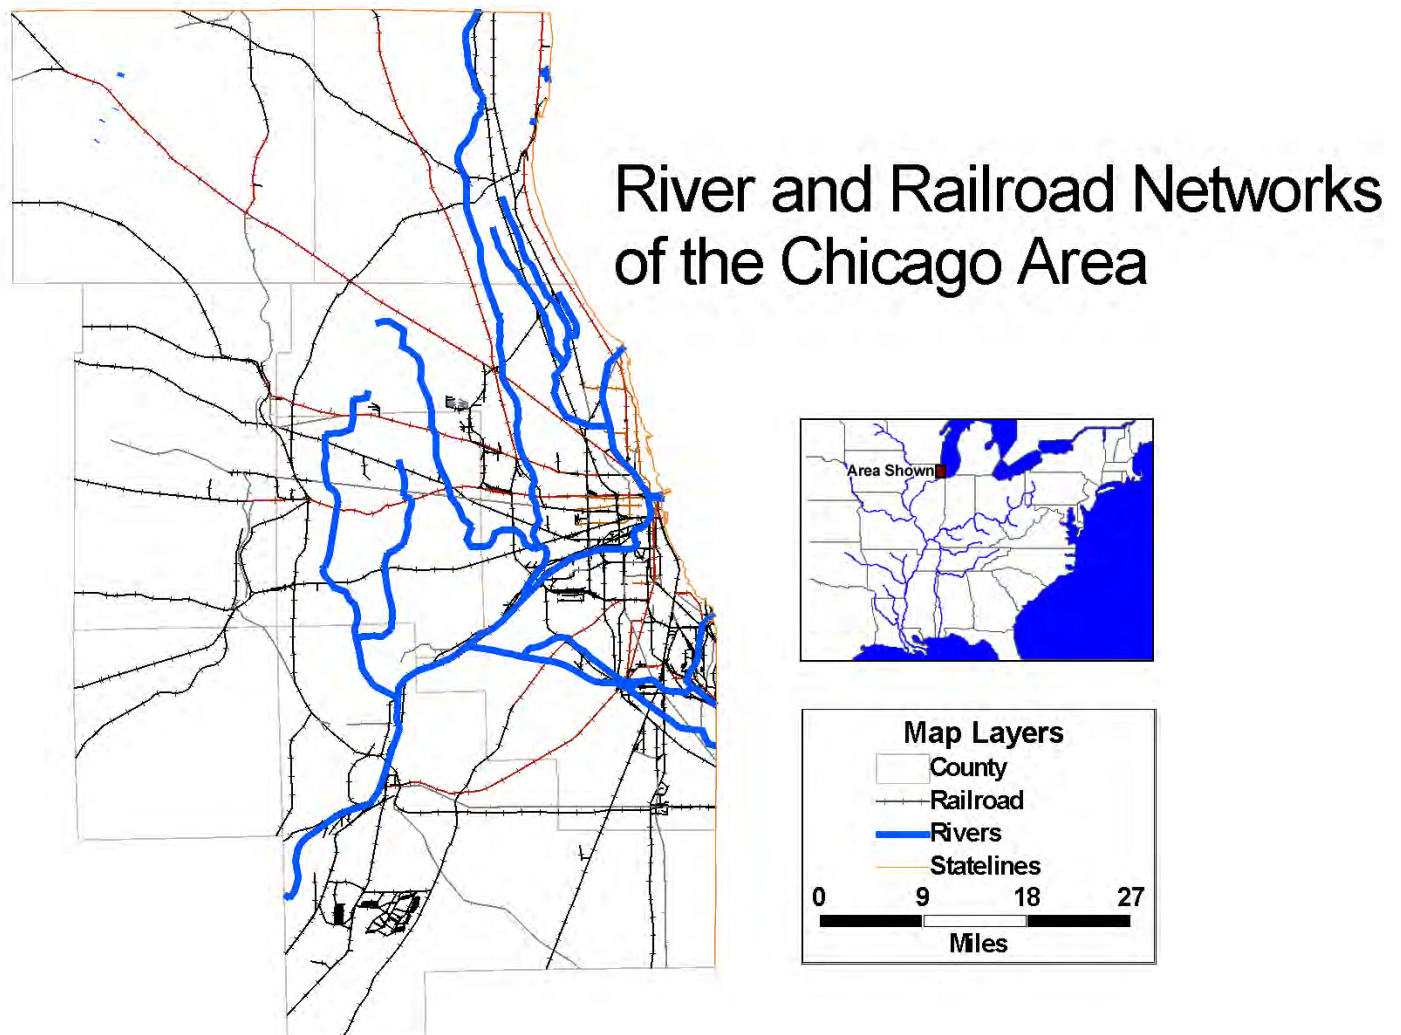 River and Railroad Networks
of the Chicago Area
Area Shown
Map Layers
County
Railroad
Rivers
Statelines
0 9 18 27
Miles